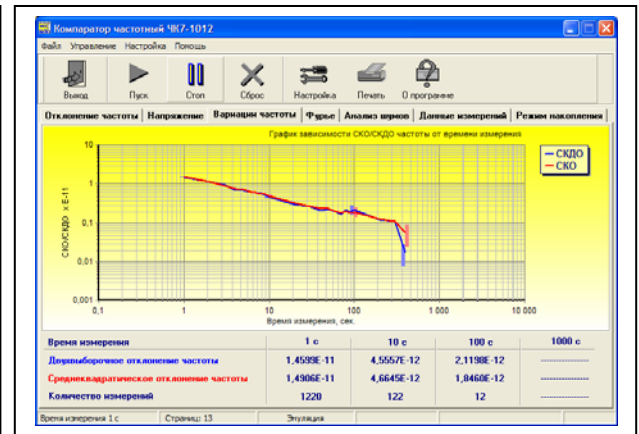 Компаратор частотный ЧК7-1012
Файл Управление Настройка Помощь
Выход Пуск Стоп Сброс Настройка Печать О программе
Отклонение частоты Напряжение Вариации частоты Фурье Анализ шумов Данные измерений Режим накопления
График зависимости СКО/СКДО частоты от времени измерения
СКДО
СКО
СКО/СКДО x E-11
10
1
0,1
0,01
0,001
0,1 1 10 100 1 000 10 000
Время измерения, сек.
Время измерения 1 с 10 с 100 с 1000 с
Двухвыборочное отклонение частоты 1,4599E-11 4,5557E-12 2,1198E-12 ---------------
Среднеквадратическое отклонение частоты 1,4906E-11 4,6645E-12 1,8460E-12 ---------------
Количество измерений 1220 122 12 ---------------
Время измерения 1 с Страниц: 13 Эмуляция